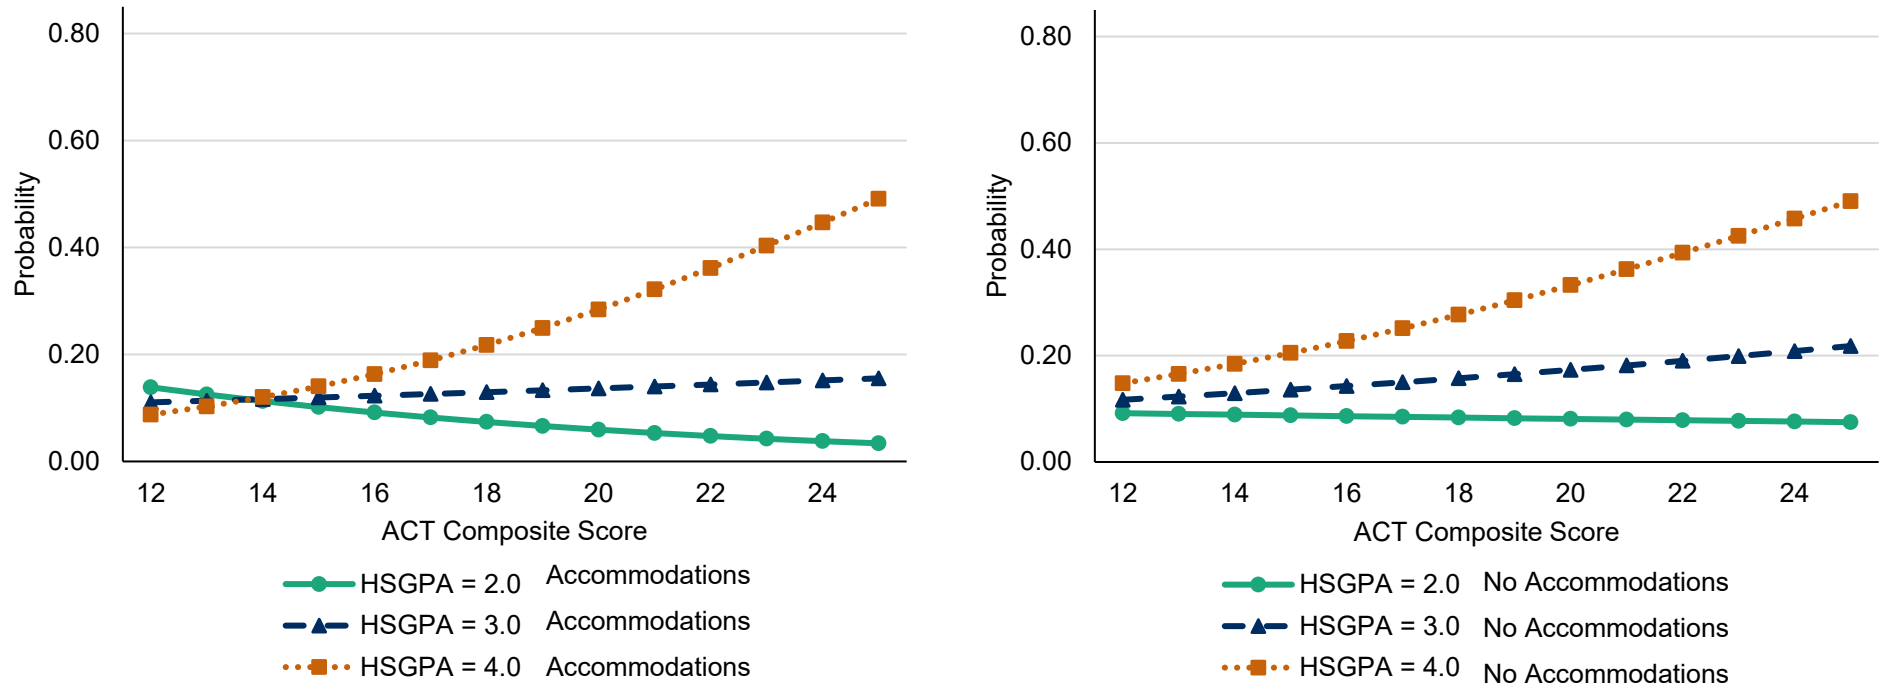 0.80
0.60
0.40
0.20
0.00
Probability
12 14 16 18 20 22 24
ACT Composite Score
HSGPA = 2.0 Accommodations
HSGPA = 3.0 Accommodations
HSGPA = 4.0 Accommodations
0.80
0.60
0.40
0.20
0.00
Probability
12 14 16 18 20 22 24
ACT Composite Score
HSGPA = 2.0 No Accommodations
HSGPA = 3.0 No Accommodations
HSGPA = 4.0 No Accommodations